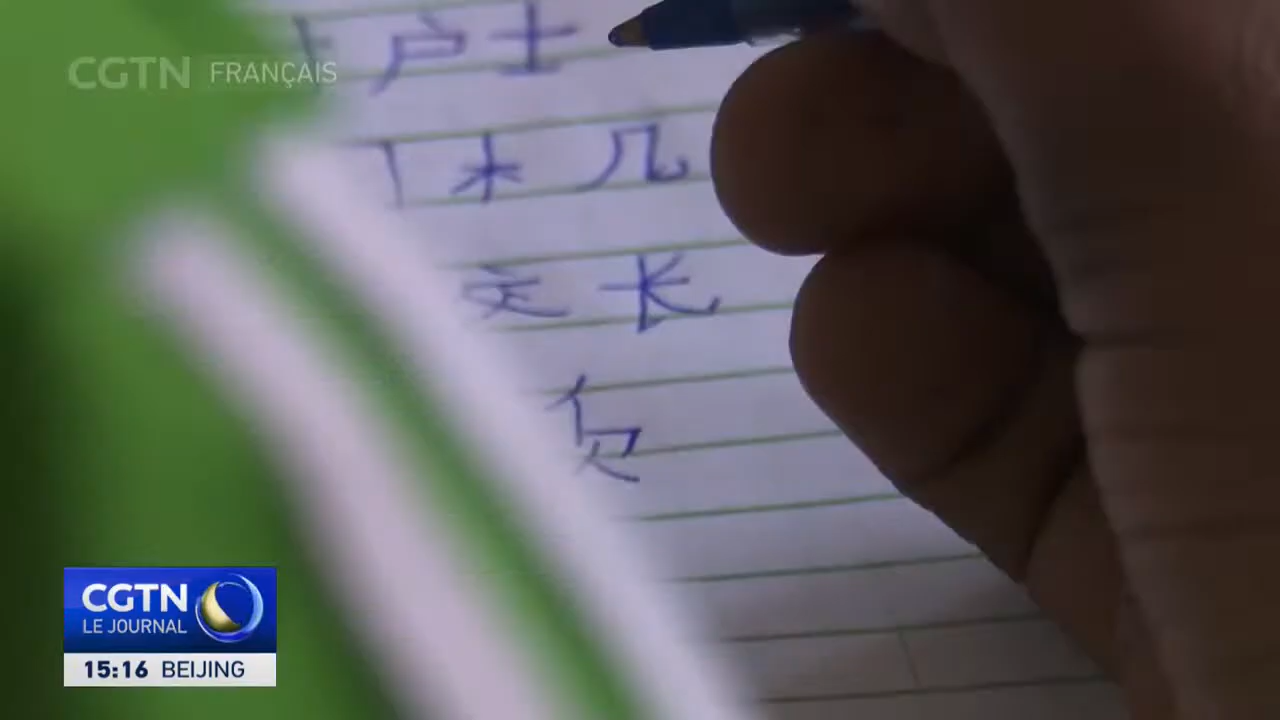 CGTN FRANÇAIS
户士
木几
长
CGTN
LE JOURNAL
15:16 BEIJING